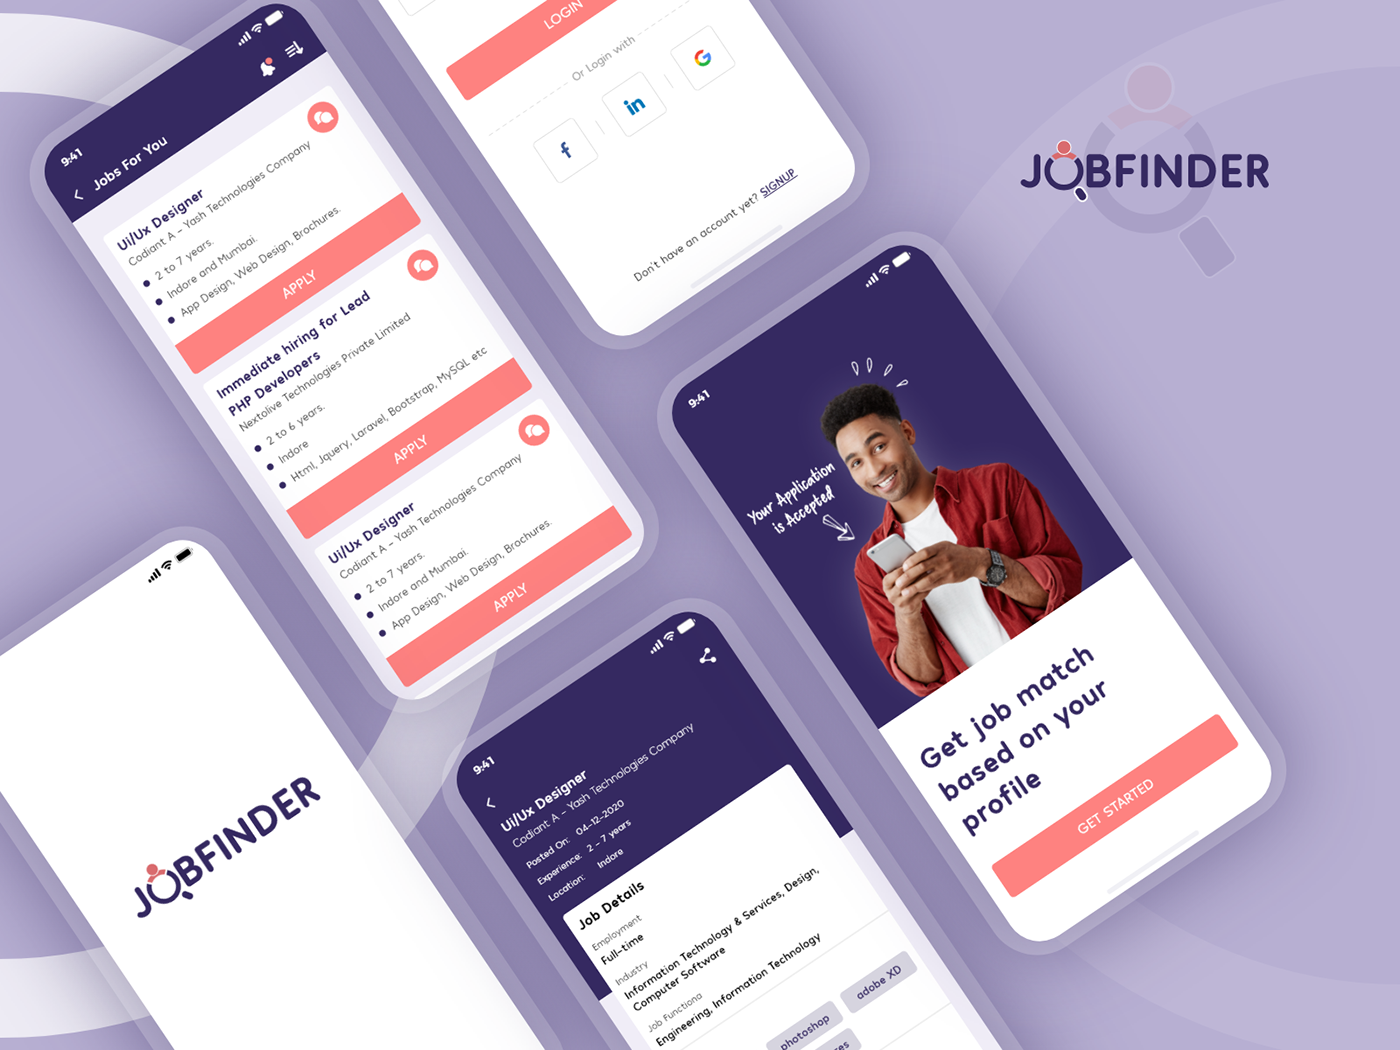 9:41
Jobs For You
Ui/Ux Designer
Codiant A - Yash Technologies Company
2 to 7 years.
Indore and Mumbai.
App Design, Web Design, Brochures.
APPLY
Immediate hiring for Lead
PHP Developers
Nextolive Technologies Private Limited
2 to 6 years.
Indore
Html, Jquery, Laravel, Bootstrap, MySQL etc
APPLY
Ui/Ux Designer
Codiant A - Yash Technologies Company
2 to 7 years.
Indore and Mumbai.
App Design, Web Design, Brochures.
APPLY
LOGIN
Or Login with
f
in
G
Don't have an account yet? SIGNUP
JOBFINDER
9:41
Your Application
is Accepted
Get job match
based on your
profile
GET STARTED
JOBFINDER
9:41
Ui/Ux Designer
Codiant A - Yash Technologies Company
Posted On: 04-12-2020
Experience: 2 - 7 years
Location: Indore
Job Details
Employment
Full-time
Industry
Information Technology & Services, Design,
Computer Software
Job Functiona
Engineering, Information Technology
photoshop
adobe XD